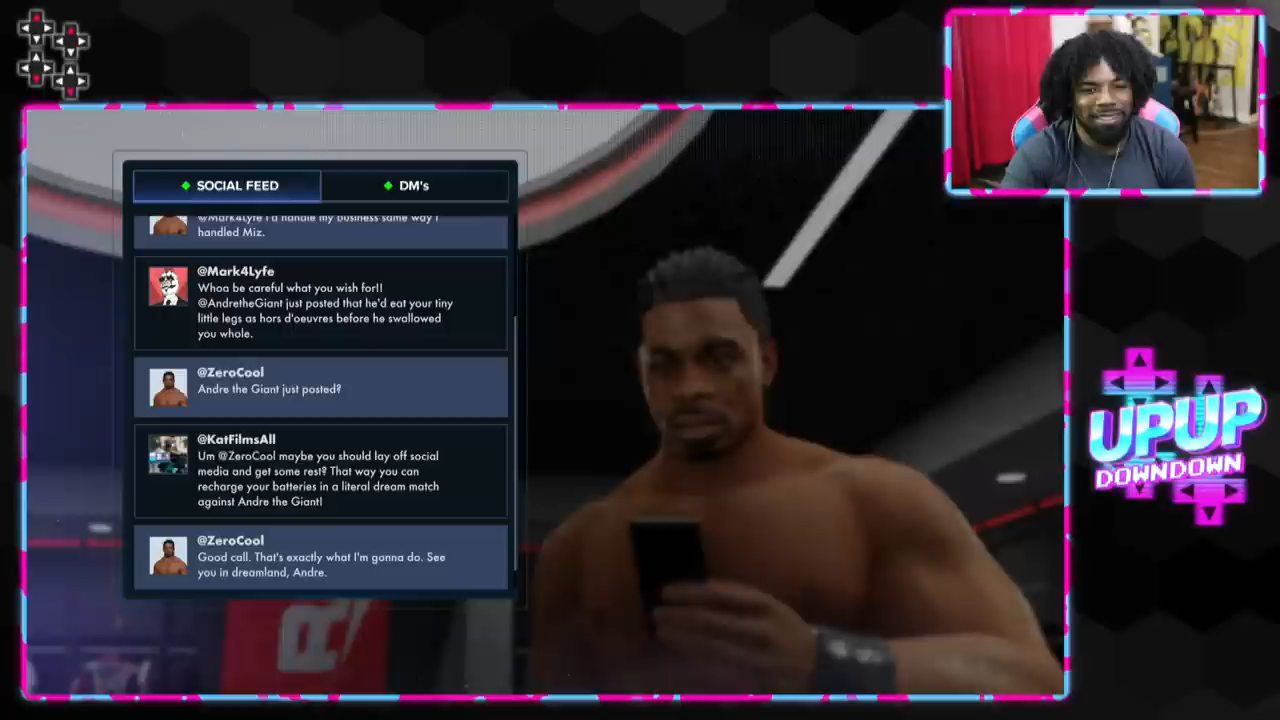 SOCIAL FEED
DM's
@Mark4Lyfe I'd handle my business same way I
handled Miz.
@Mark4Lyfe
Whoa be careful what you wish for!!
@AndretheGiant just posted that he'd eat your tiny
little legs as hors d'oeuvres before he swallowed
you whole.
@ZeroCool
Andre the Giant just posted?
@KatFilmsAll
Um @ZeroCool maybe you should lay off social
media and get some rest? That way you can
recharge your batteries in a literal dream match
against Andre the Giant!
@ZeroCool
Good call. That's exactly what I'm gonna do. See
you in dreamland, Andre.
UPUP
DOWNDOWN